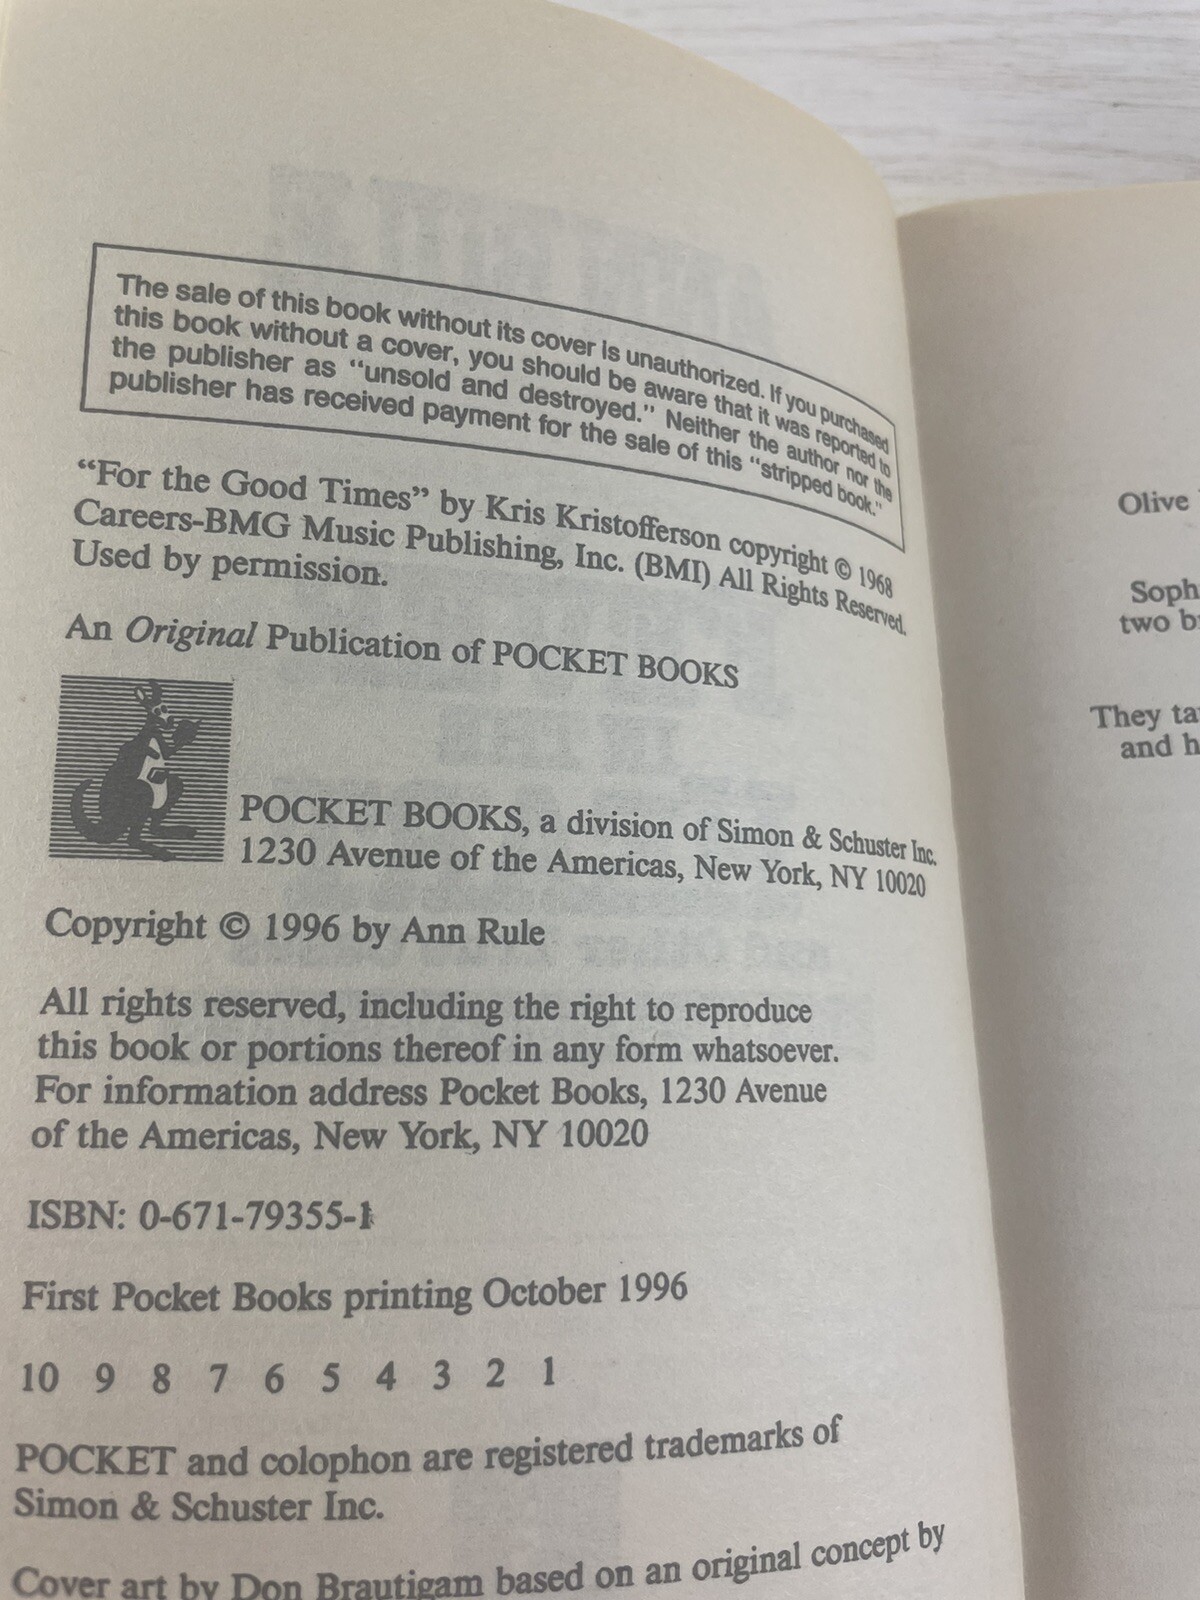 The sale of this book without its cover is unauthorized. If you purchased
this book without a cover, you should be aware that it was reported to
the publisher as "unsold and destroyed." Neither the author nor the
publisher has received payment for the sale of this "stripped book."
"For the Good Times" by Kris Kristofferson copyright © 1968
Careers-BMG Music Publishing, Inc. (BMI) All Rights Reserved.
Used by permission.
An Original Publication of POCKET BOOKS
POCKET BOOKS, a division of Simon & Schuster Inc.
1230 Avenue of the Americas, New York, NY 10020
Copyright © 1996 by Ann Rule
All rights reserved, including the right to reproduce
this book or portions thereof in any form whatsoever.
For information address Pocket Books, 1230 Avenue
of the Americas, New York, NY 10020
ISBN: 0-671-79355-1
First Pocket Books printing October 1996
10 9 8 7 6 5 4 3 2 1
POCKET and colophon are registered trademarks of
Simon & Schuster Inc.
Cover art by Don Brautigam based on an original concept by
Olive
Soph
two b
They ta
and h